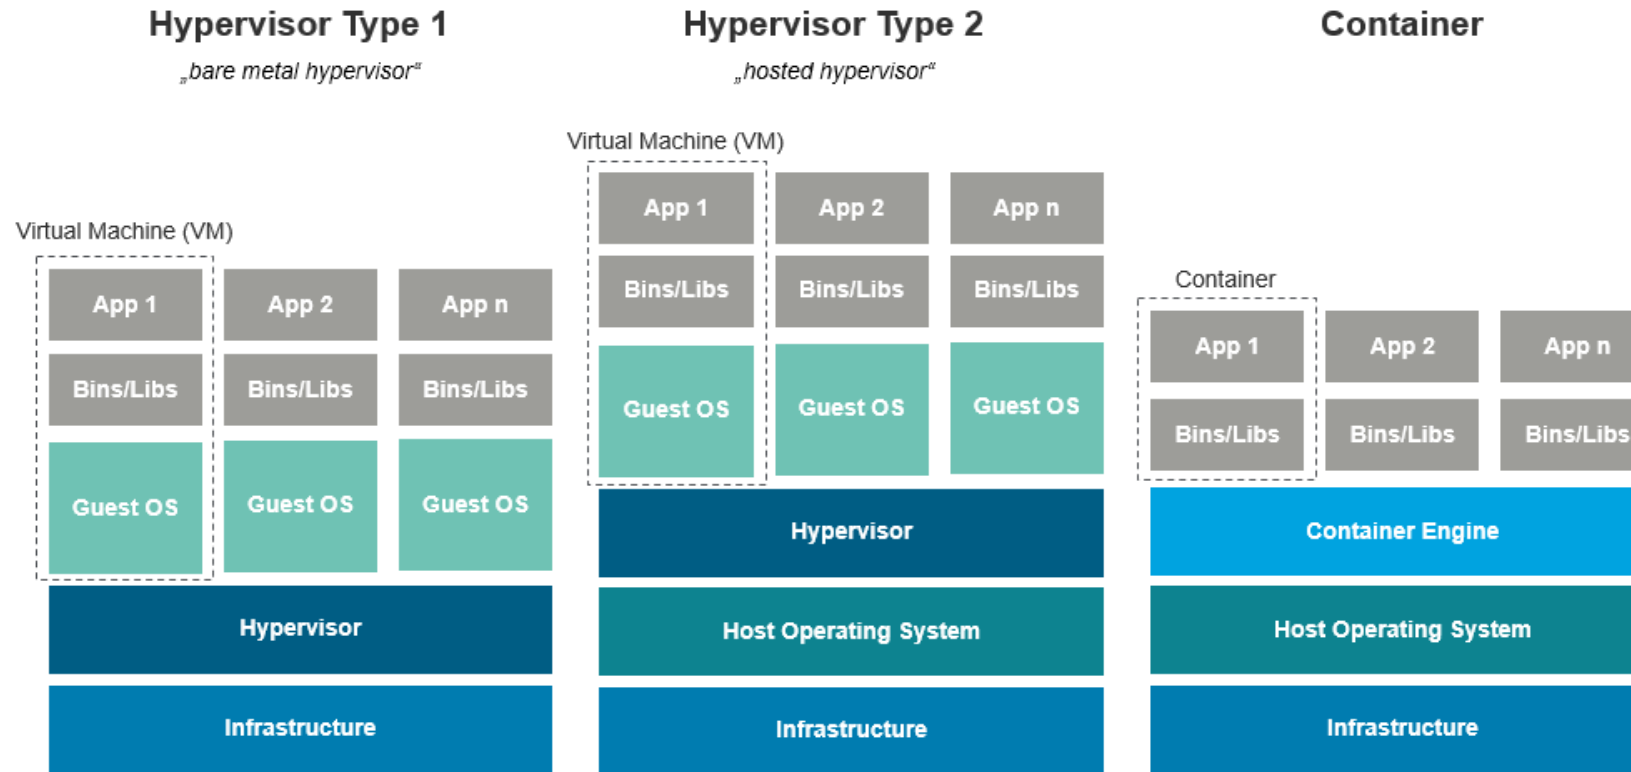 Hypervisor Type 1
„bare metal hypervisor“
Virtual Machine (VM)
App 1
App 2
App n
Bins/Libs
Bins/Libs
Bins/Libs
Guest OS
Guest OS
Guest OS
Hypervisor
Infrastructure
Hypervisor Type 2
„hosted hypervisor“
Virtual Machine (VM)
App 1
App 2
App n
Bins/Libs
Bins/Libs
Bins/Libs
Guest OS
Guest OS
Guest OS
Hypervisor
Host Operating System
Infrastructure
Container
Container
App 1
App 2
App n
Bins/Libs
Bins/Libs
Bins/Libs
Container Engine
Host Operating System
Infrastructure